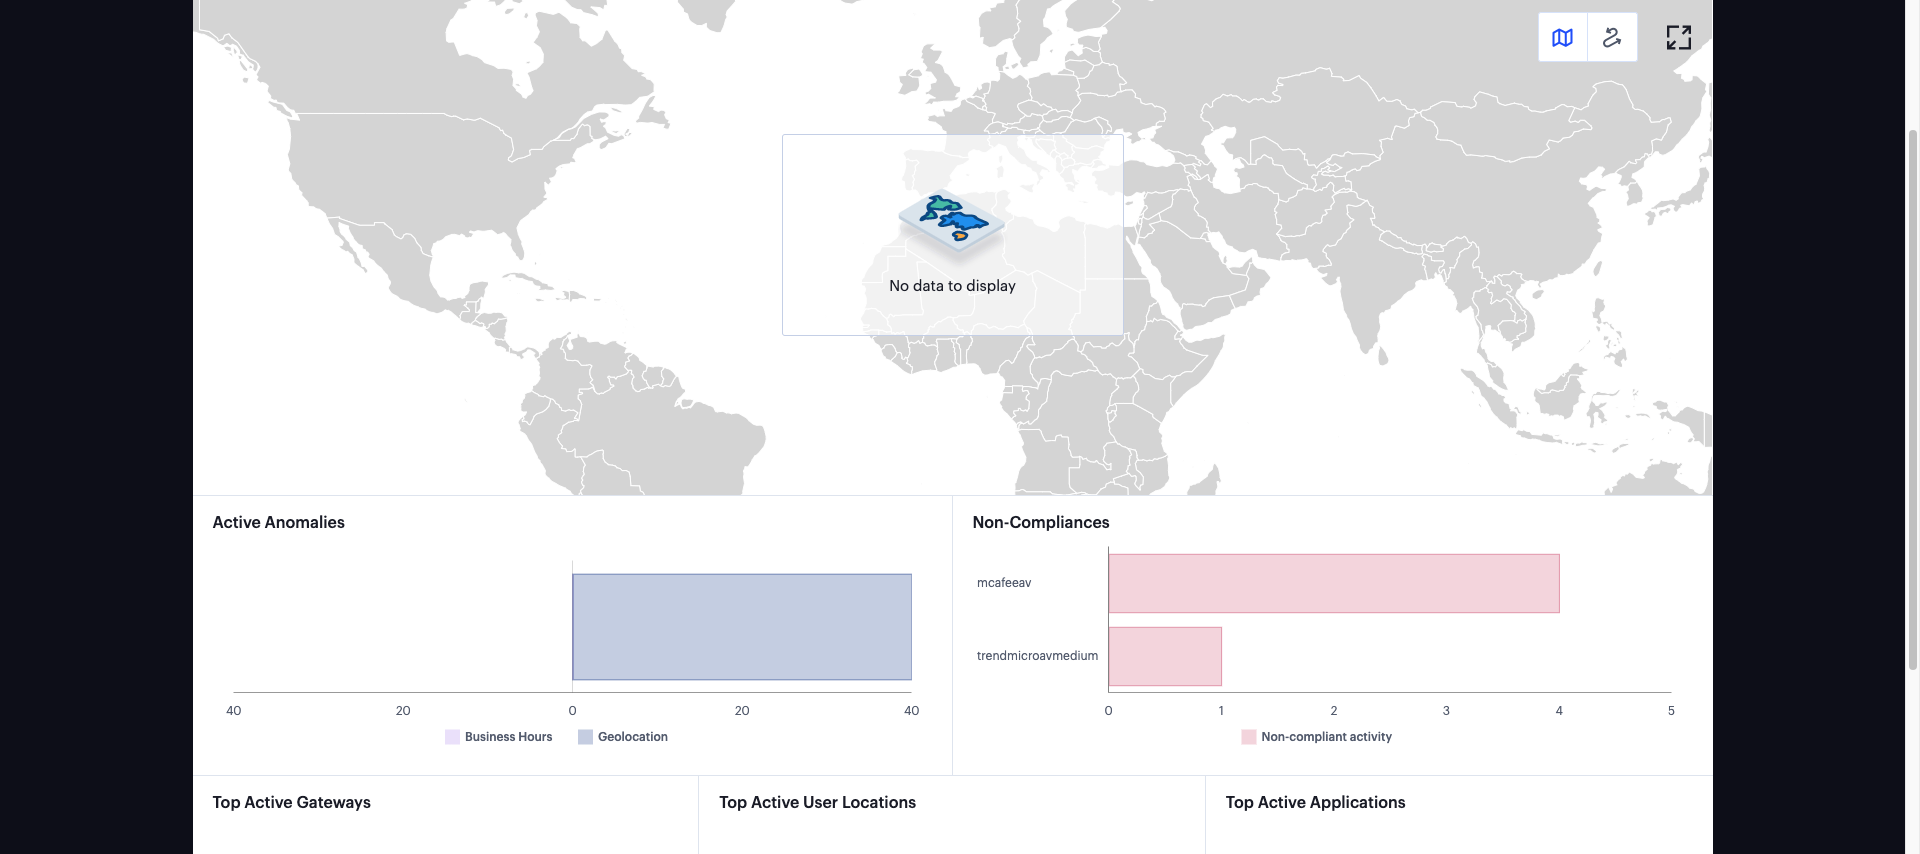 No data to display
Active Anomalies
40 20 0 20 40
Business Hours Geolocation
Non-Compliances
mcafeeav
trendmicroavmedium
0 1 2 3 4 5
Non-compliant activity
Top Active Gateways
Top Active User Locations
Top Active Applications